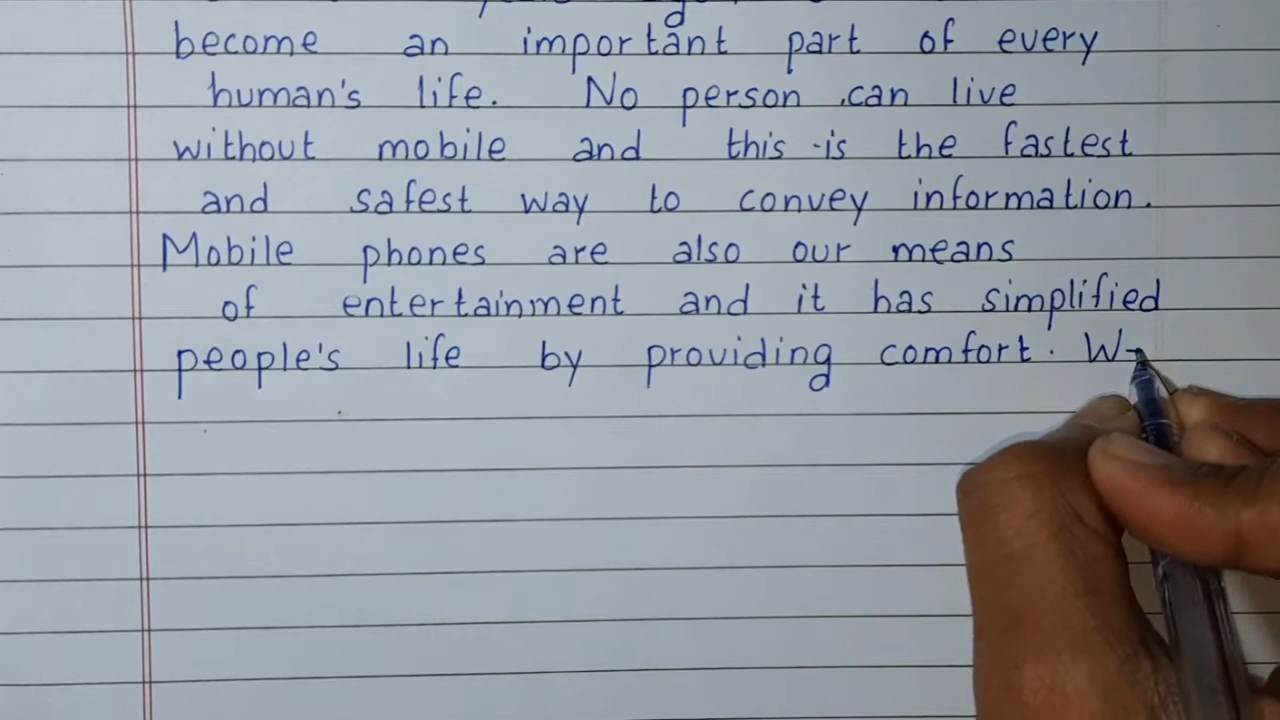 become an important part of every
human's life. No person can live
without mobile and this is the fastest
and safest way to convey information.
Mobile phones are also our means
of entertainment and it has simplified
people's life by providing comfort. W